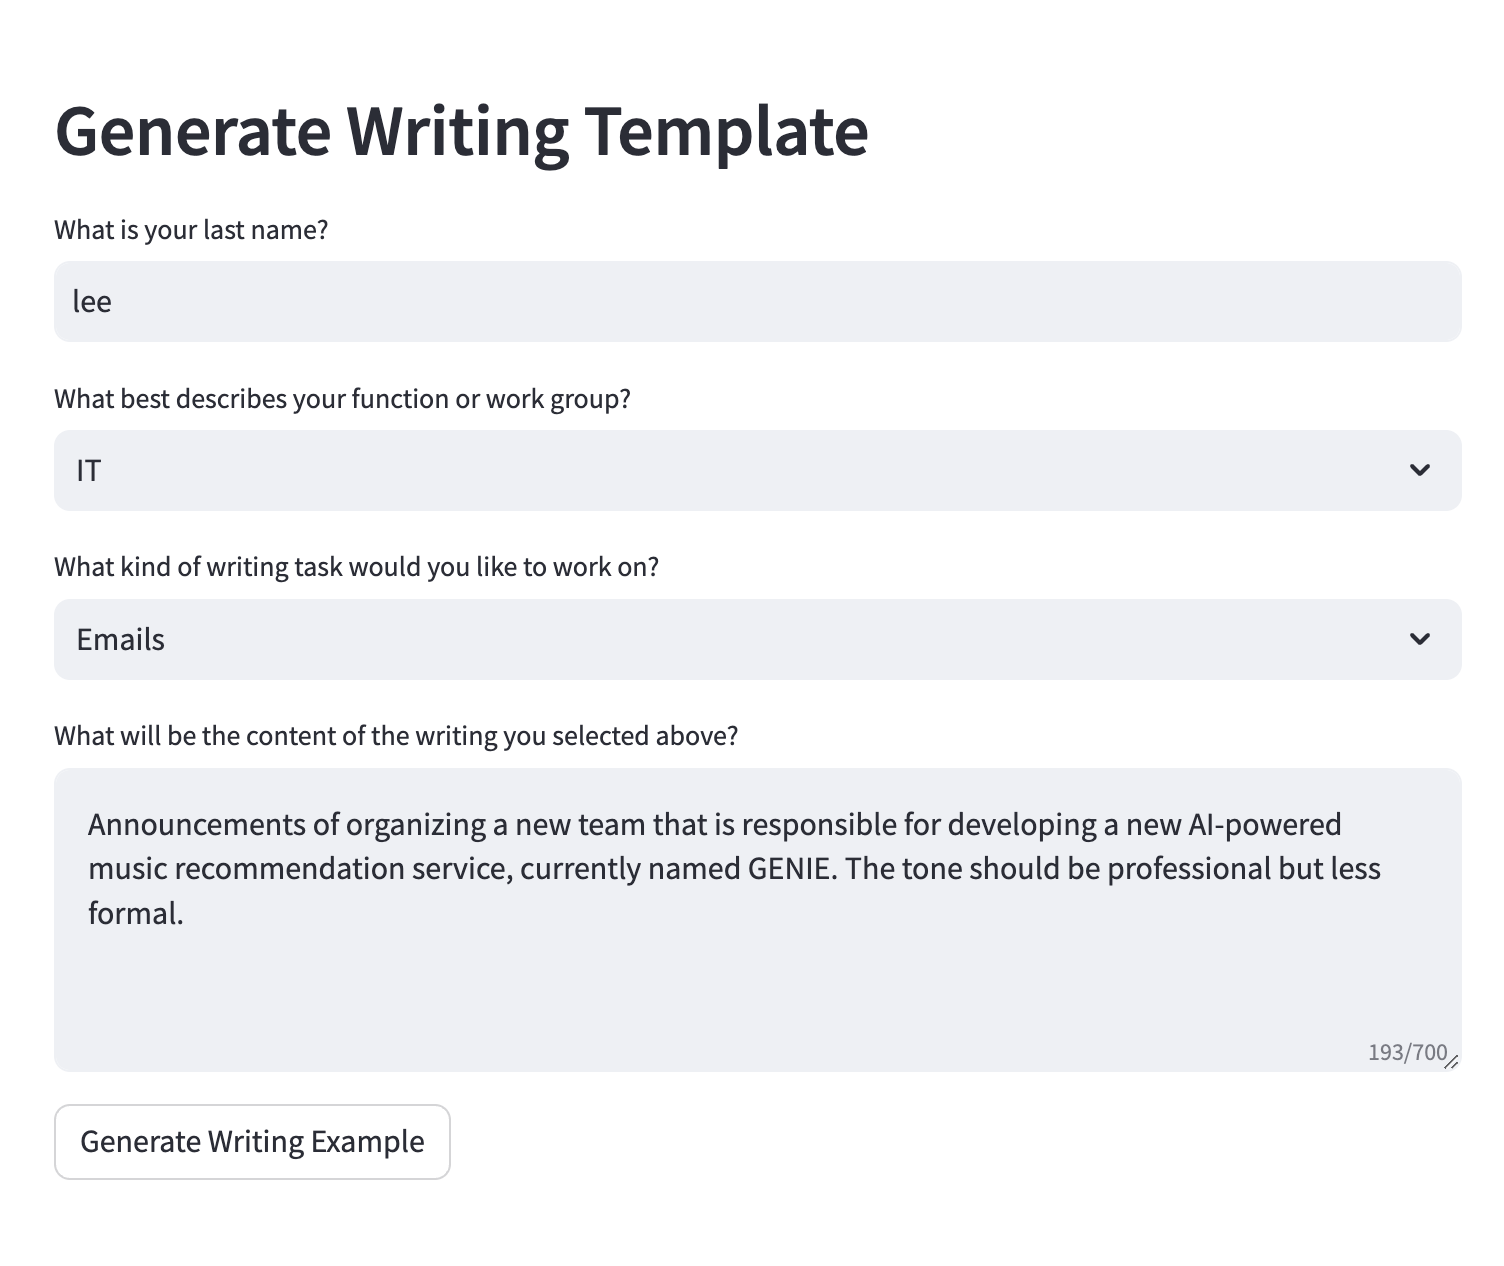 Generate Writing Template
What is your last name?
lee
What best describes your function or work group?
IT
What kind of writing task would you like to work on?
Emails
What will be the content of the writing you selected above?
Announcements of organizing a new team that is responsible for developing a new AI-powered
music recommendation service, currently named GENIE. The tone should be professional but less
formal.
193/700
Generate Writing Example